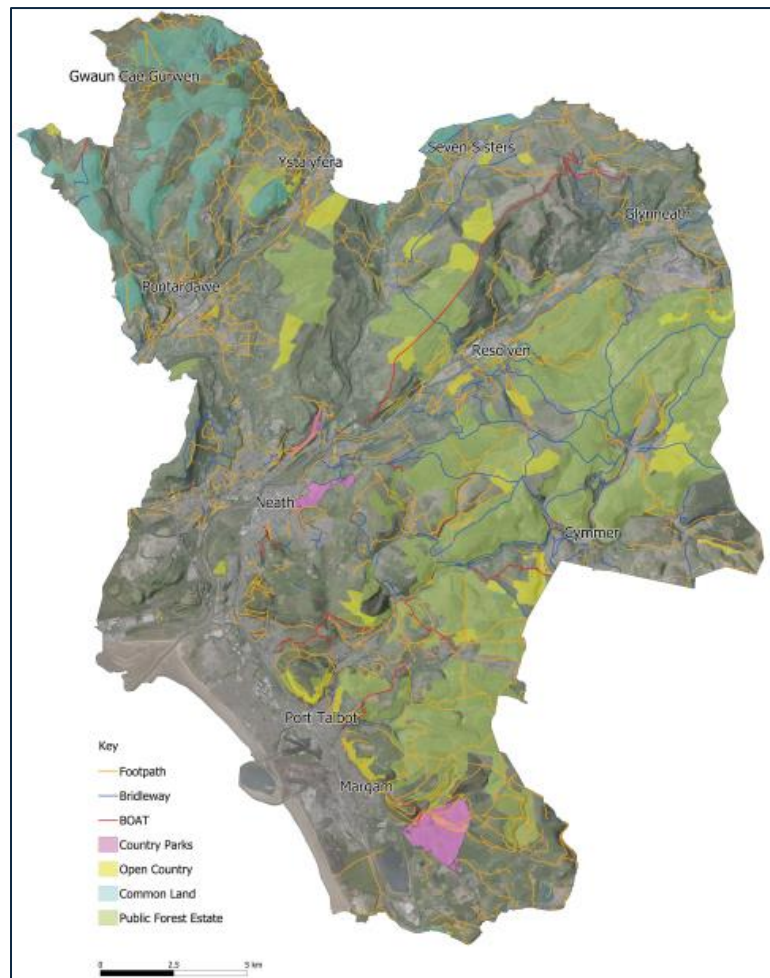 Gwaun Cae Gurwen
Ystalyfera
Seven Sisters
Glynneath
Pontardawe
Resolven
Neath
Cymmer
Port Talbot
Margam
Key
Footpath
Bridleway
BOAT
Country Parks
Open Country
Common Land
Public Forest Estate
0 2.5 5 km